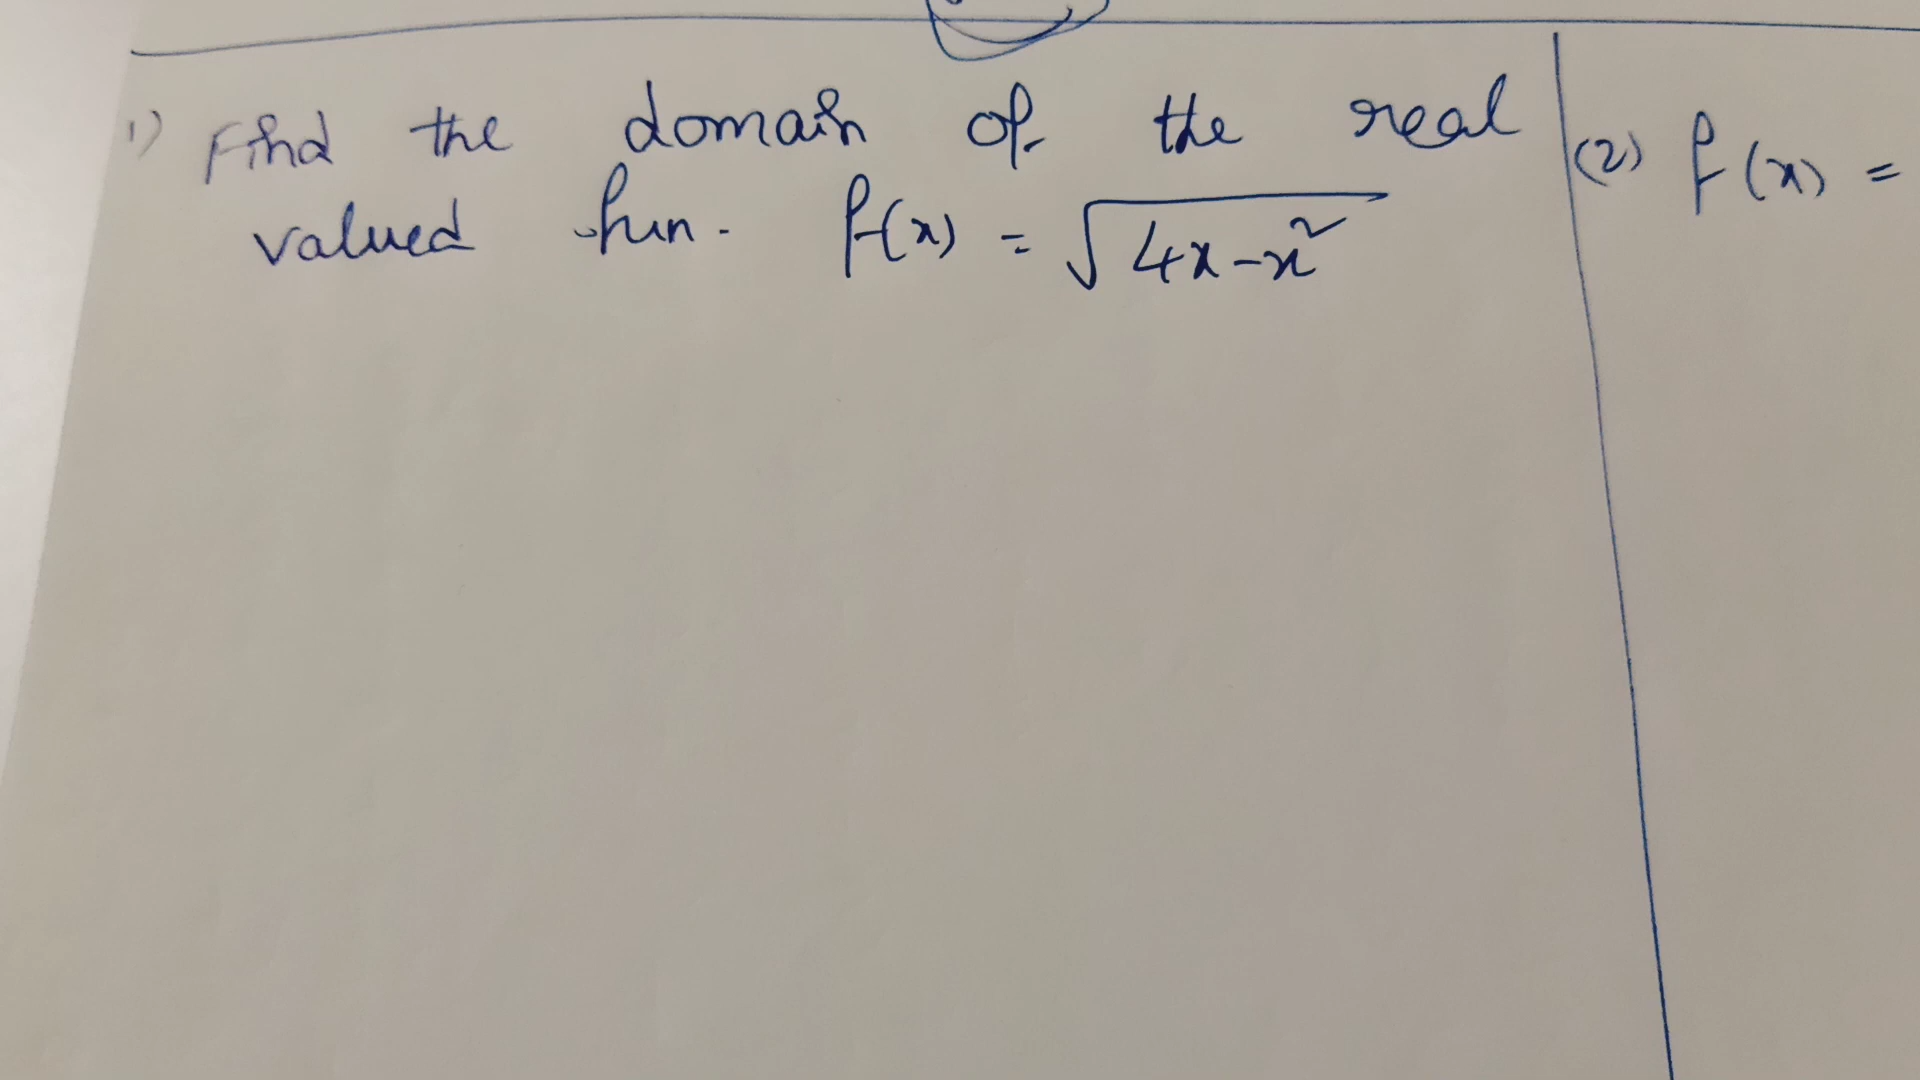 1) Find the domain of the real
valued fun. f(x) = √4x-x²
(2) f(x) =